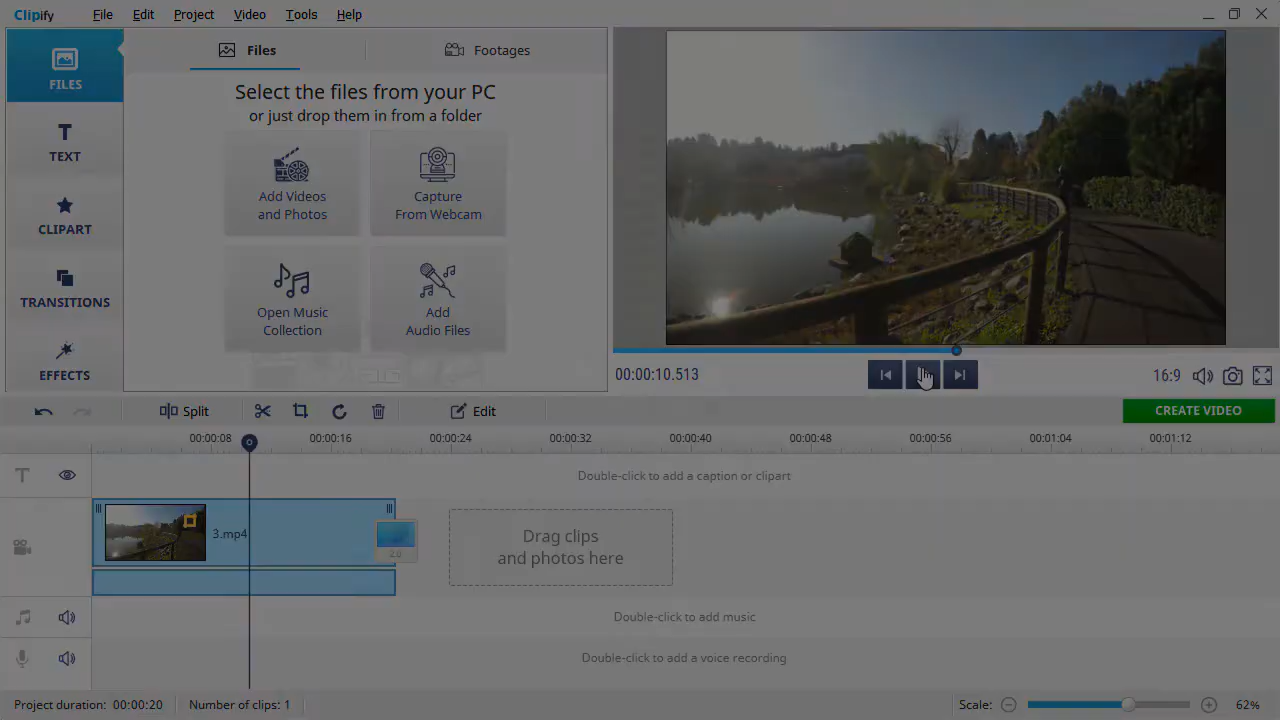 Clipify File Edit Project Video Tools Help
FILES
TEXT
CLIPART
TRANSITIONS
EFFECTS
Files Footages
Select the files from your PC
or just drop them in from a folder
Add Videos
and Photos
Capture
From Webcam
Open Music
Collection
Add
Audio Files
00:00:10.513 16:9
Split Edit CREATE VIDEO
00:00:08 00:00:16 00:00:24 00:00:32 00:00:40 00:00:48 00:00:56 00:01:04 00:01:12
T Double-click to add a caption or clipart
3.mp4
2.0
Drag clips
and photos here
Double-click to add music
Double-click to add a voice recording
Project duration: 00:00:20 Number of clips: 1 Scale: 62%